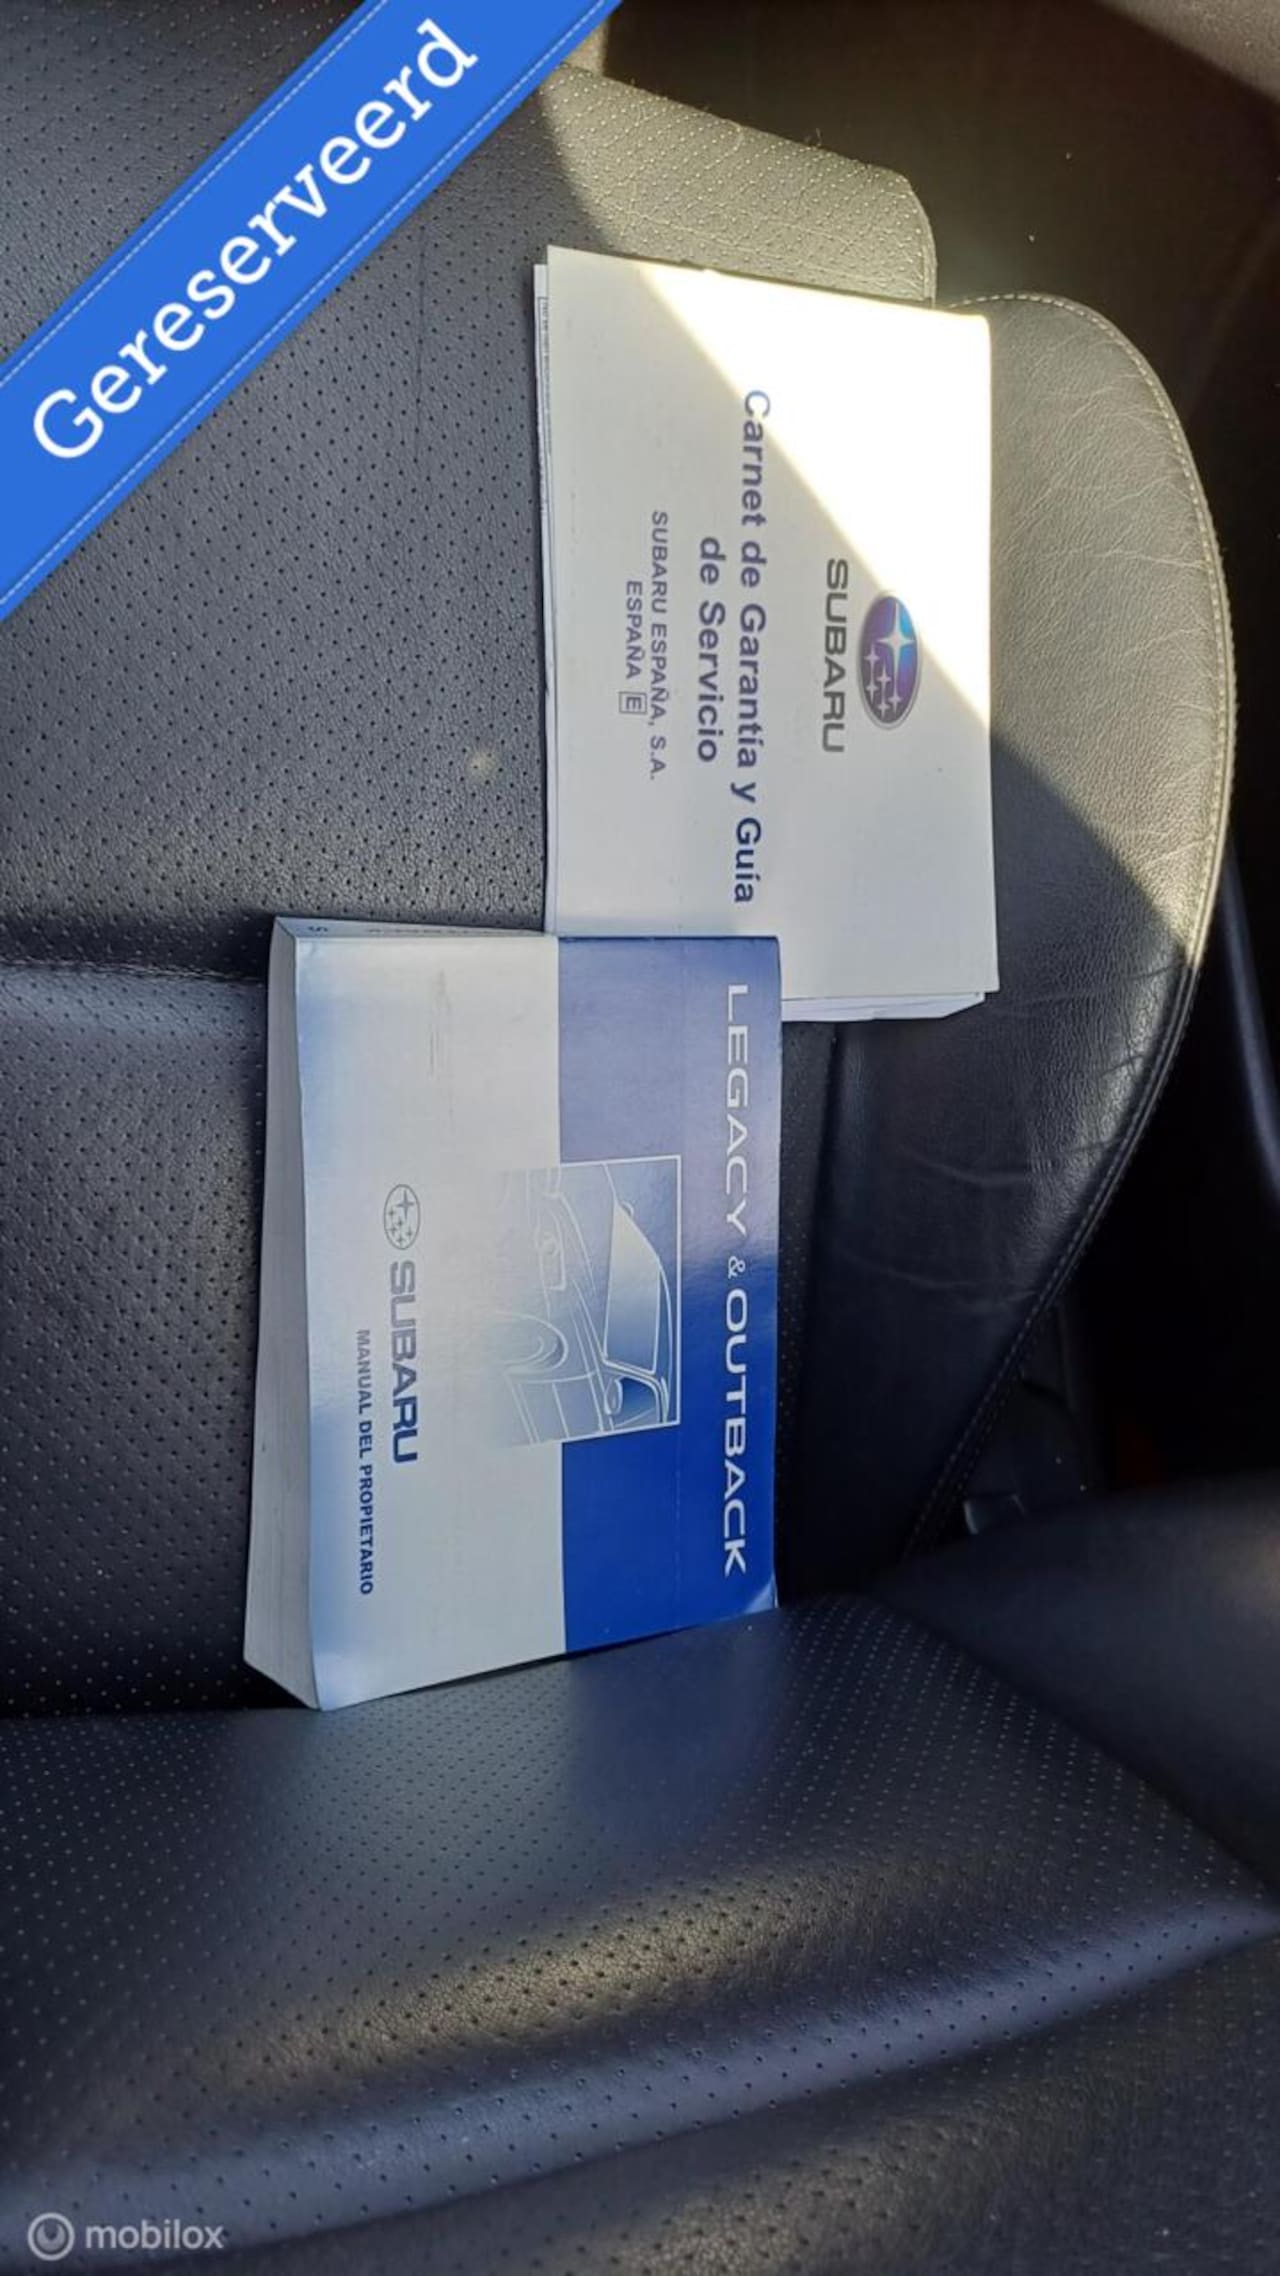 Gereserveerd
SUBARU
Carnet de Garantía y Guía
de Servicio
SUBARU ESPAÑA, S.A.
ESPAÑA E
LEGACY & OUTBACK
SUBARU
MANUAL DEL PROPIETARIO
mobilox